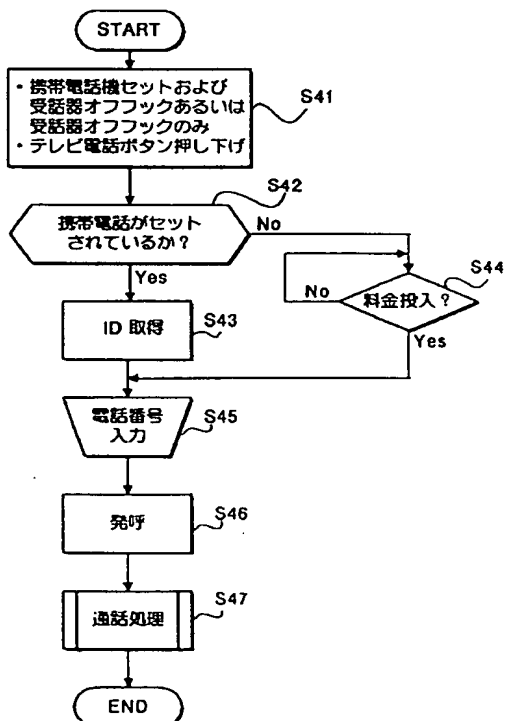 START
・携帯電話機セットおよび
受話器オフフックあるいは
受話器オフフックのみ
・テレビ電話ボタン押し下げ
S41
S42
携帯電話がセット
されているか？
No
Yes
S44
料金投入？
No
Yes
S43
ID 取得
電話番号
入力
S45
発呼
S46
通話処理
S47
END